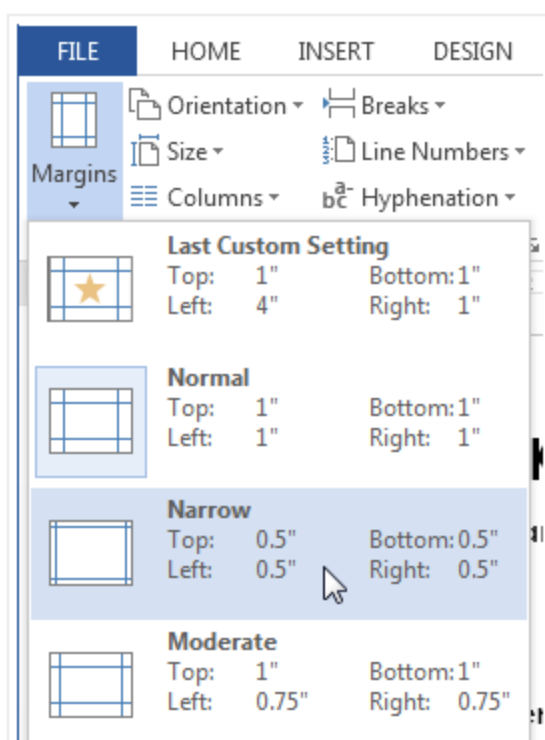 FILE HOME INSERT DESIGN
Orientation Breaks
Margins Size Line Numbers
Columns Hyphenation
Last Custom Setting
Top: 1" Bottom: 1"
Left: 4" Right: 1"
Normal
Top: 1" Bottom: 1"
Left: 1" Right: 1"
Narrow
Top: 0.5" Bottom: 0.5"
Left: 0.5" Right: 0.5"
Moderate
Top: 1" Bottom: 1"
Left: 0.75" Right: 0.75"